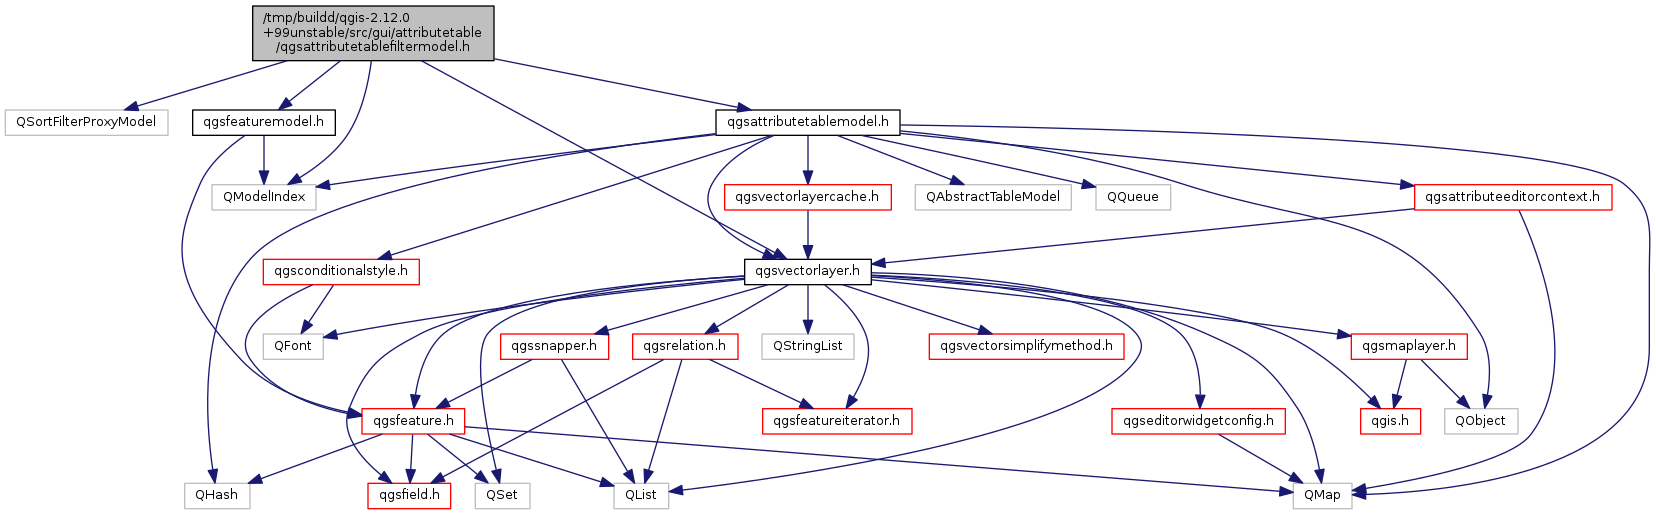 /tmp/buildd/qgis-2.12.0
+99unstable/src/gui/attributetable
/qgsattributetablefiltermodel.h
QSortFilterProxyModel
qgsfeaturemodel.h
qgsattributetablemodel.h
QModelIndex
qgsvectorlayercache.h
QAbstractTableModel
QQueue
qgsattributeeditorcontext.h
qgsconditionalstyle.h
qgsvectorlayer.h
QFont
qgssnapper.h
qgsrelation.h
QStringList
qgsvectorsimplifymethod.h
qgsmaplayer.h
qgsfeature.h
qgsfeatureiterator.h
qgseditorwidgetconfig.h
qgis.h
QObject
QHash
qgsfield.h
QSet
QList
QMap